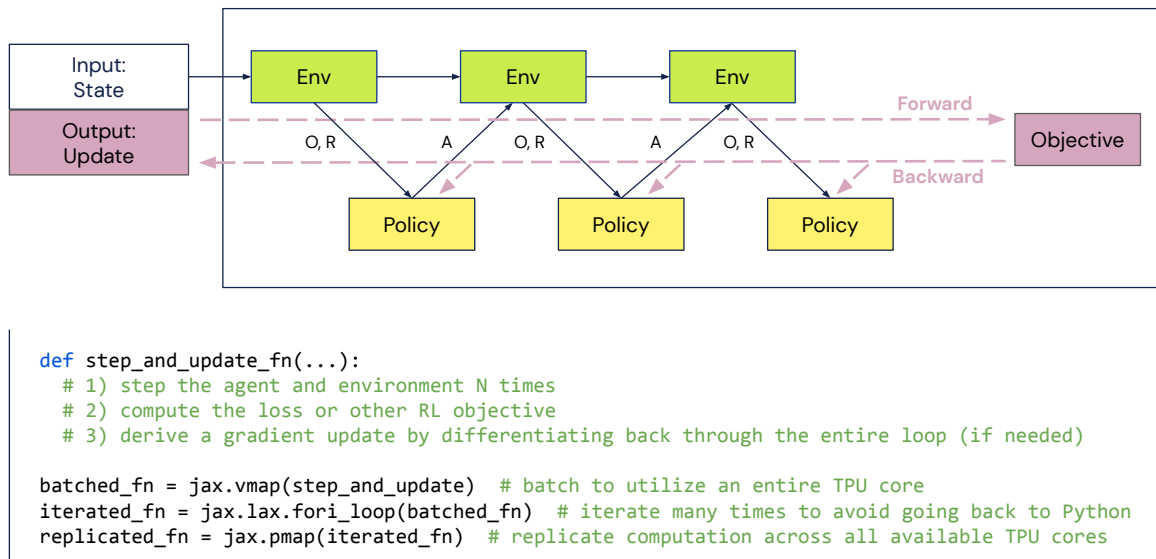 Input:
State
Output:
Update
Env
Env
Env
Forward
O, R
A
O, R
A
O, R
Objective
Backward
Policy
Policy
Policy
def step_and_update_fn(...):
# 1) step the agent and environment N times
# 2) compute the loss or other RL objective
# 3) derive a gradient update by differentiating back through the entire loop (if needed)
batched_fn = jax.vmap(step_and_update) # batch to utilize an entire TPU core
iterated_fn = jax.lax.fori_loop(batched_fn) # iterate many times to avoid going back to Python
replicated_fn = jax.pmap(iterated_fn) # replicate computation across all available TPU cores